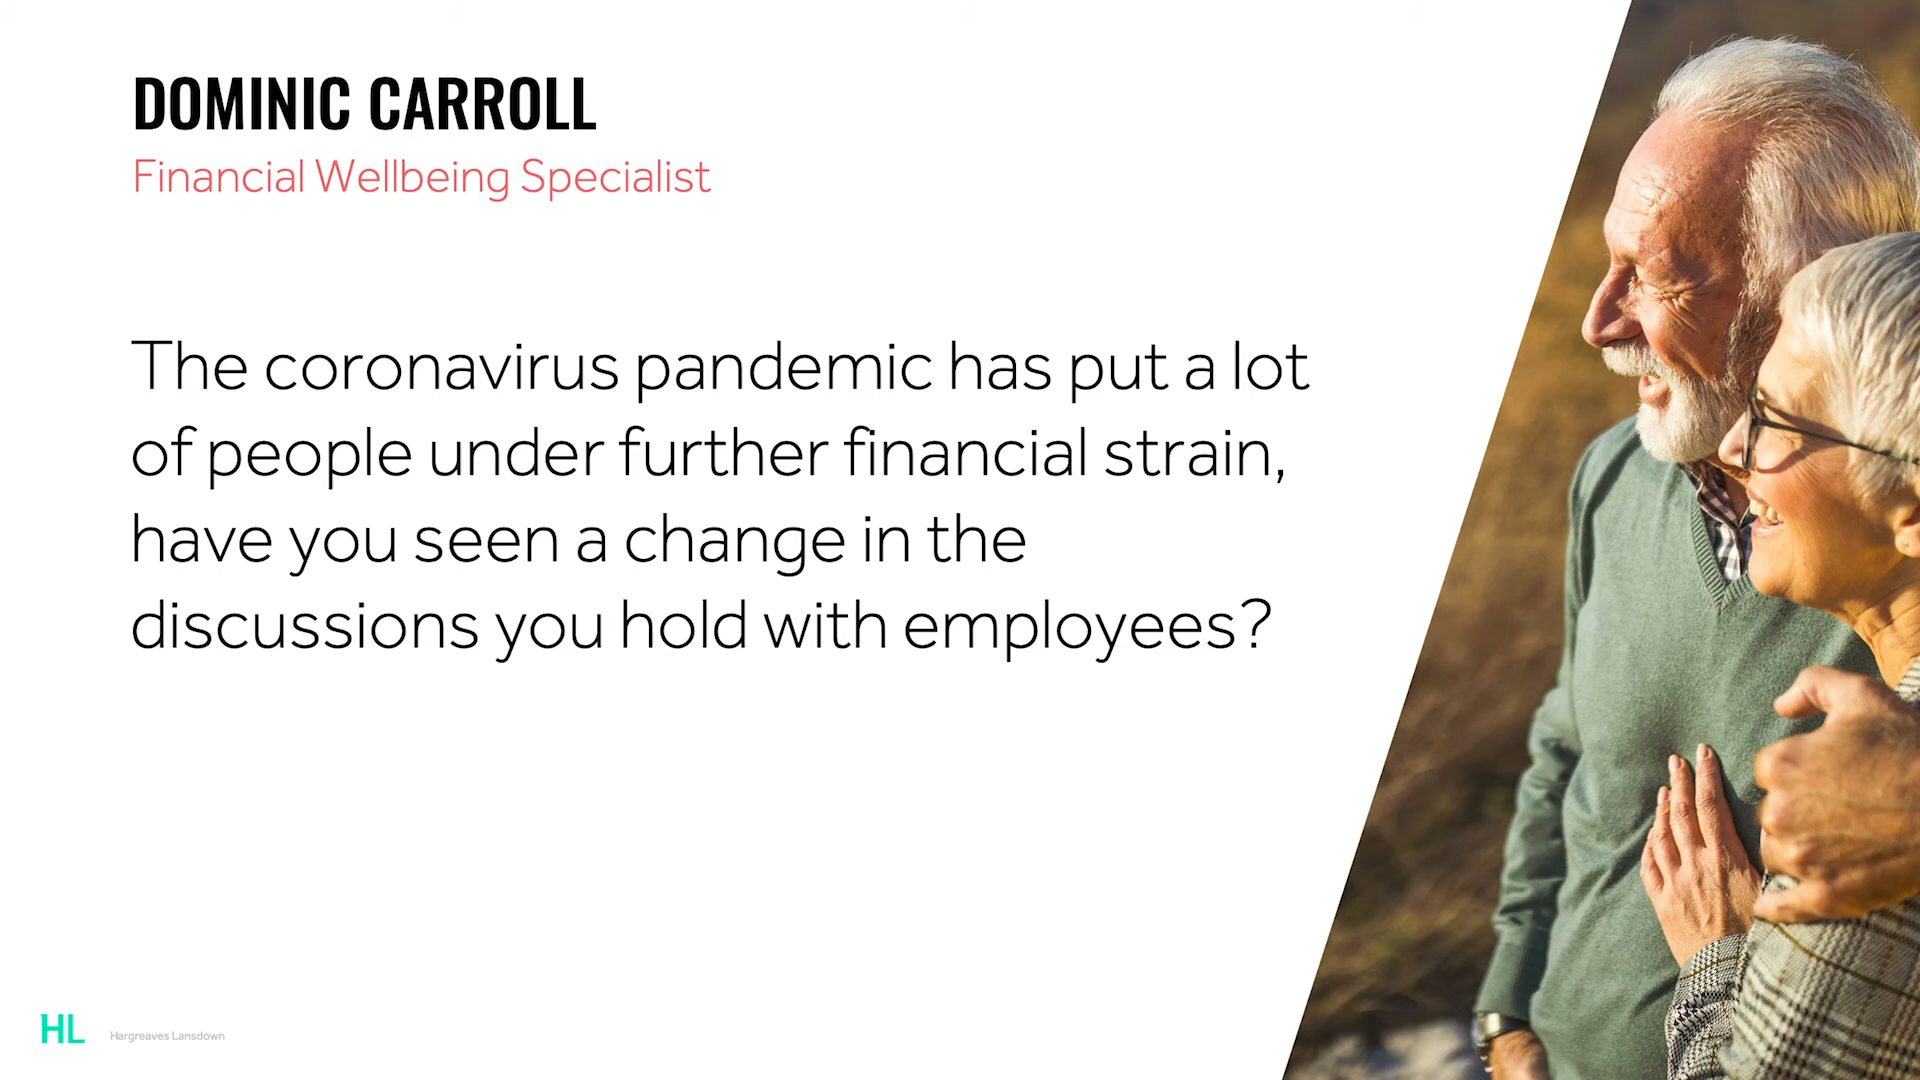 DOMINIC CARROLL
Financial Wellbeing Specialist
The coronavirus pandemic has put a lot
of people under further financial strain,
have you seen a change in the
discussions you hold with employees?
HL
Hargreaves Lansdown